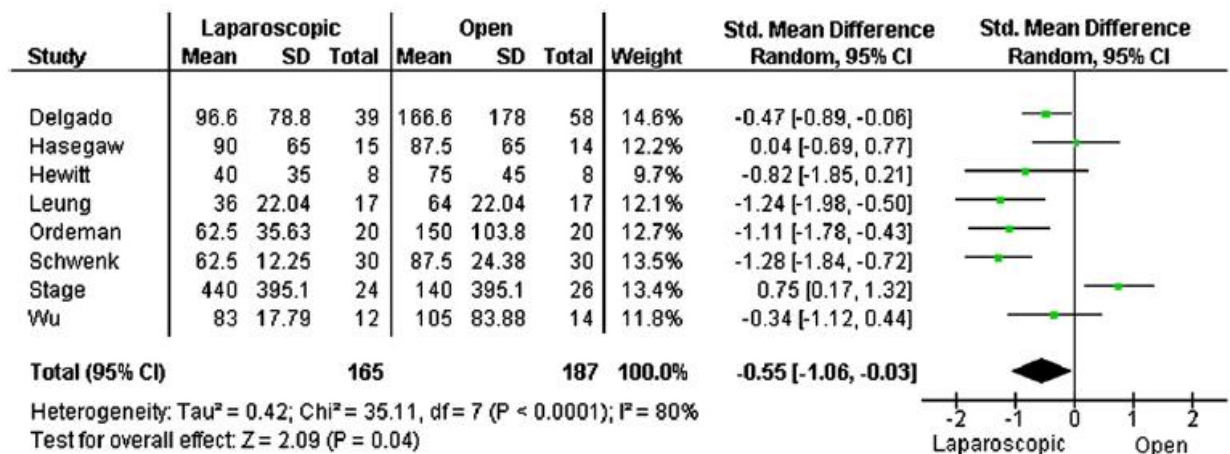 Laparoscopic Open Std. Mean Difference Std. Mean Difference
Study Mean SD Total Mean SD Total Weight Random, 95% CI Random, 95% CI
Delgado 96.6 78.8 39 166.6 178 58 14.6% -0.47 [-0.89, -0.06]
Hasegaw 90 65 15 87.5 65 14 12.2% 0.04 [-0.69, 0.77]
Hewitt 40 35 8 75 45 8 9.7% -0.82 [-1.85, 0.21]
Leung 36 22.04 17 64 22.04 17 12.1% -1.24 [-1.98, -0.50]
Ordeman 62.5 35.63 20 150 103.8 20 12.7% -1.11 [-1.78, -0.43]
Schwenk 62.5 12.25 30 87.5 24.38 30 13.5% -1.28 [-1.84, -0.72]
Stage 440 395.1 24 140 395.1 26 13.4% 0.75 [0.17, 1.32]
Wu 83 17.79 12 105 83.88 14 11.8% -0.34 [-1.12, 0.44]
Total (95% CI) 165 187 100.0% -0.55 [-1.06, -0.03]
Heterogeneity: Tau² = 0.42; Chi² = 35.11, df = 7 (P < 0.0001); I² = 80%
Test for overall effect: Z = 2.09 (P = 0.04)
-2 -1 0 1 2
Laparoscopic Open